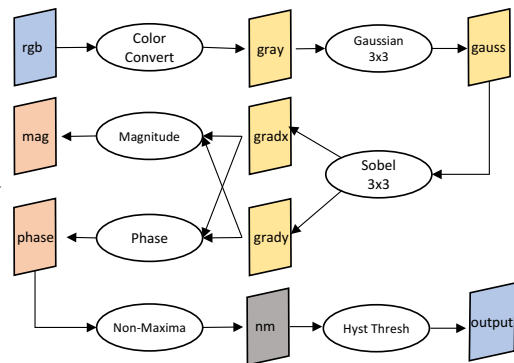 rgb
Color
Convert
gray
Gaussian
3x3
gauss
mag
Magnitude
gradx
Sobel
3x3
phase
Phase
grady
Non-Maxima
nm
Hyst Thresh
output